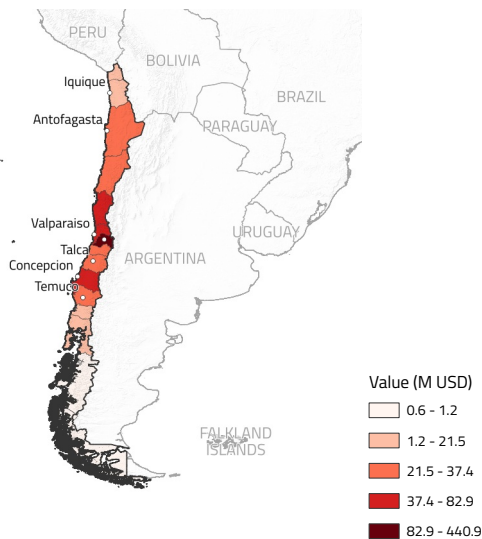 PERU
BOLIVIA
Iquique
BRAZIL
Antofagasta
PARAGUAY
Valparaiso
URUGUAY
Talca
ARGENTINA
Concepcion
Temuco
Value (M USD)
0.6 - 1.2
1.2 - 21.5
21.5 - 37.4
37.4 - 82.9
82.9 - 440.9
FALKLAND
ISLANDS